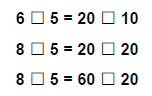 6 □ 5 = 20 □ 10
8 □ 5 = 20 □ 20
8 □ 5 = 60 □ 20